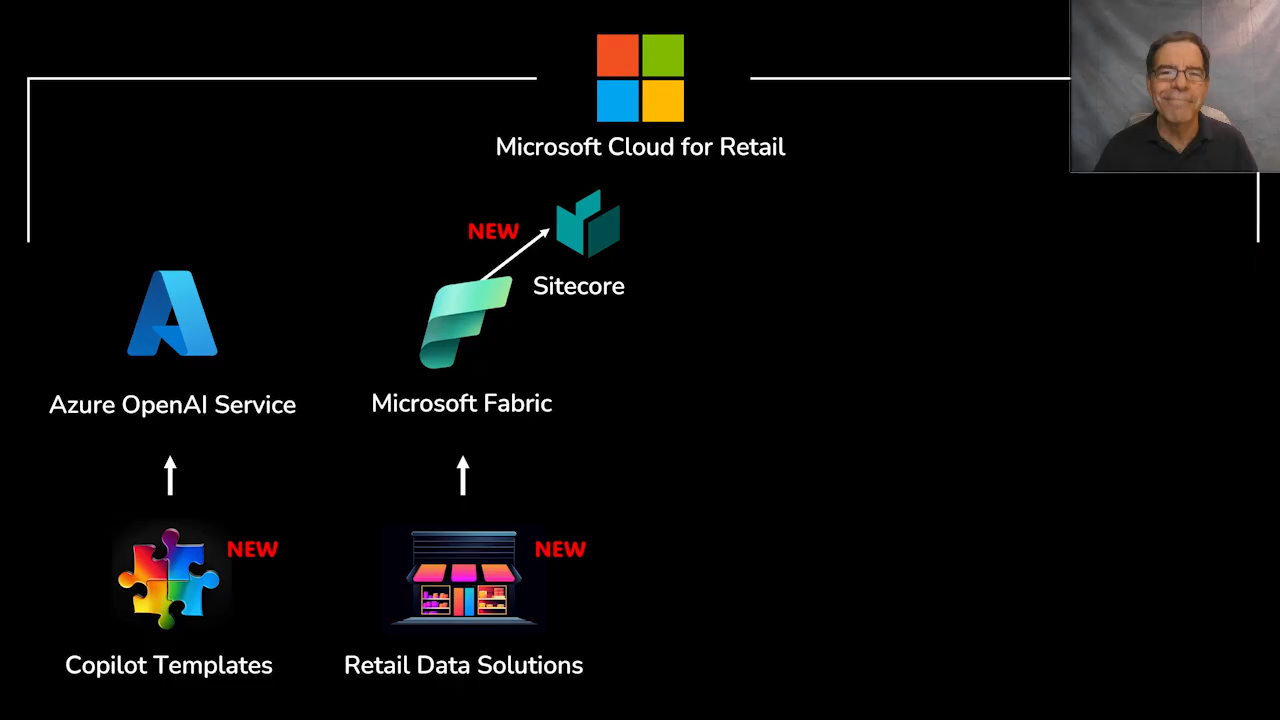 Microsoft Cloud for Retail
NEW
Sitecore
Azure OpenAI Service
Microsoft Fabric
NEW
NEW
Copilot Templates
Retail Data Solutions